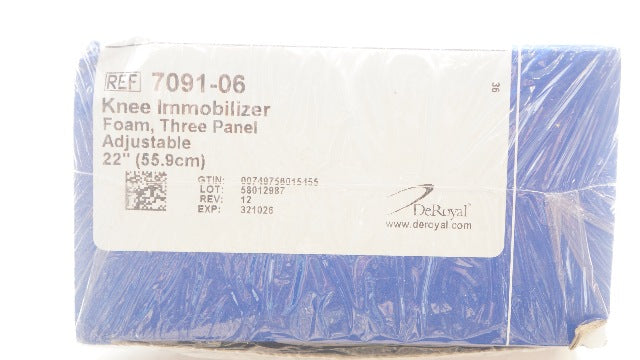 REF 7091-06
Knee Immobilizer
Foam, Three Panel
Adjustable
22" (55.9cm)
GTIN: 00749756015455
LOT: 58012987
REV: 12
EXP: 321026
DeRoyal
www.deroyal.com
36